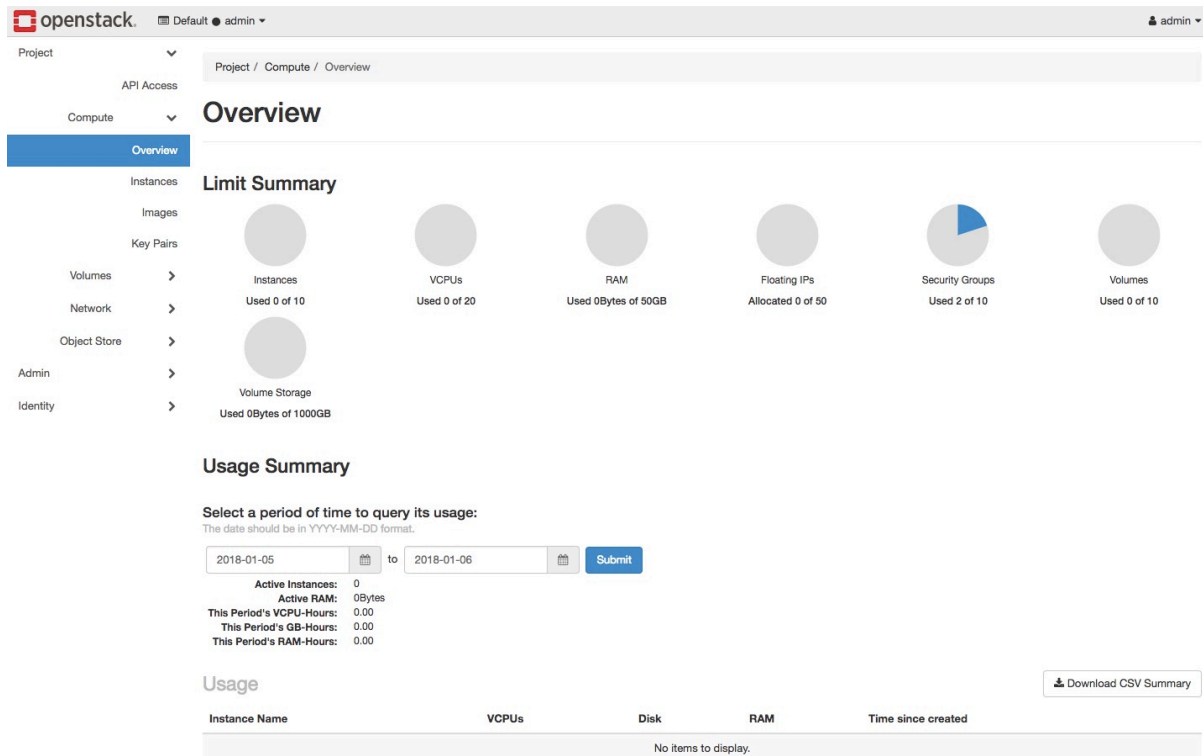 openstack. Default ● admin admin
Project
API Access
Compute
Overview
Instances
Images
Key Pairs
Volumes
Network
Object Store
Admin
Identity
Project / Compute / Overview
Overview
Limit Summary
Instances
Used 0 of 10
VCPUs
Used 0 of 20
RAM
Used 0Bytes of 50GB
Floating IPs
Allocated 0 of 50
Security Groups
Used 2 of 10
Volumes
Used 0 of 10
Volume Storage
Used 0Bytes of 1000GB
Usage Summary
Select a period of time to query its usage:
The date should be in YYYY-MM-DD format.
2018-01-05 to 2018-01-06 Submit
Active Instances: 0
Active RAM: 0Bytes
This Period's VCPU-Hours: 0.00
This Period's GB-Hours: 0.00
This Period's RAM-Hours: 0.00
Usage Download CSV Summary
Instance Name VCPUs Disk RAM Time since created
No items to display.